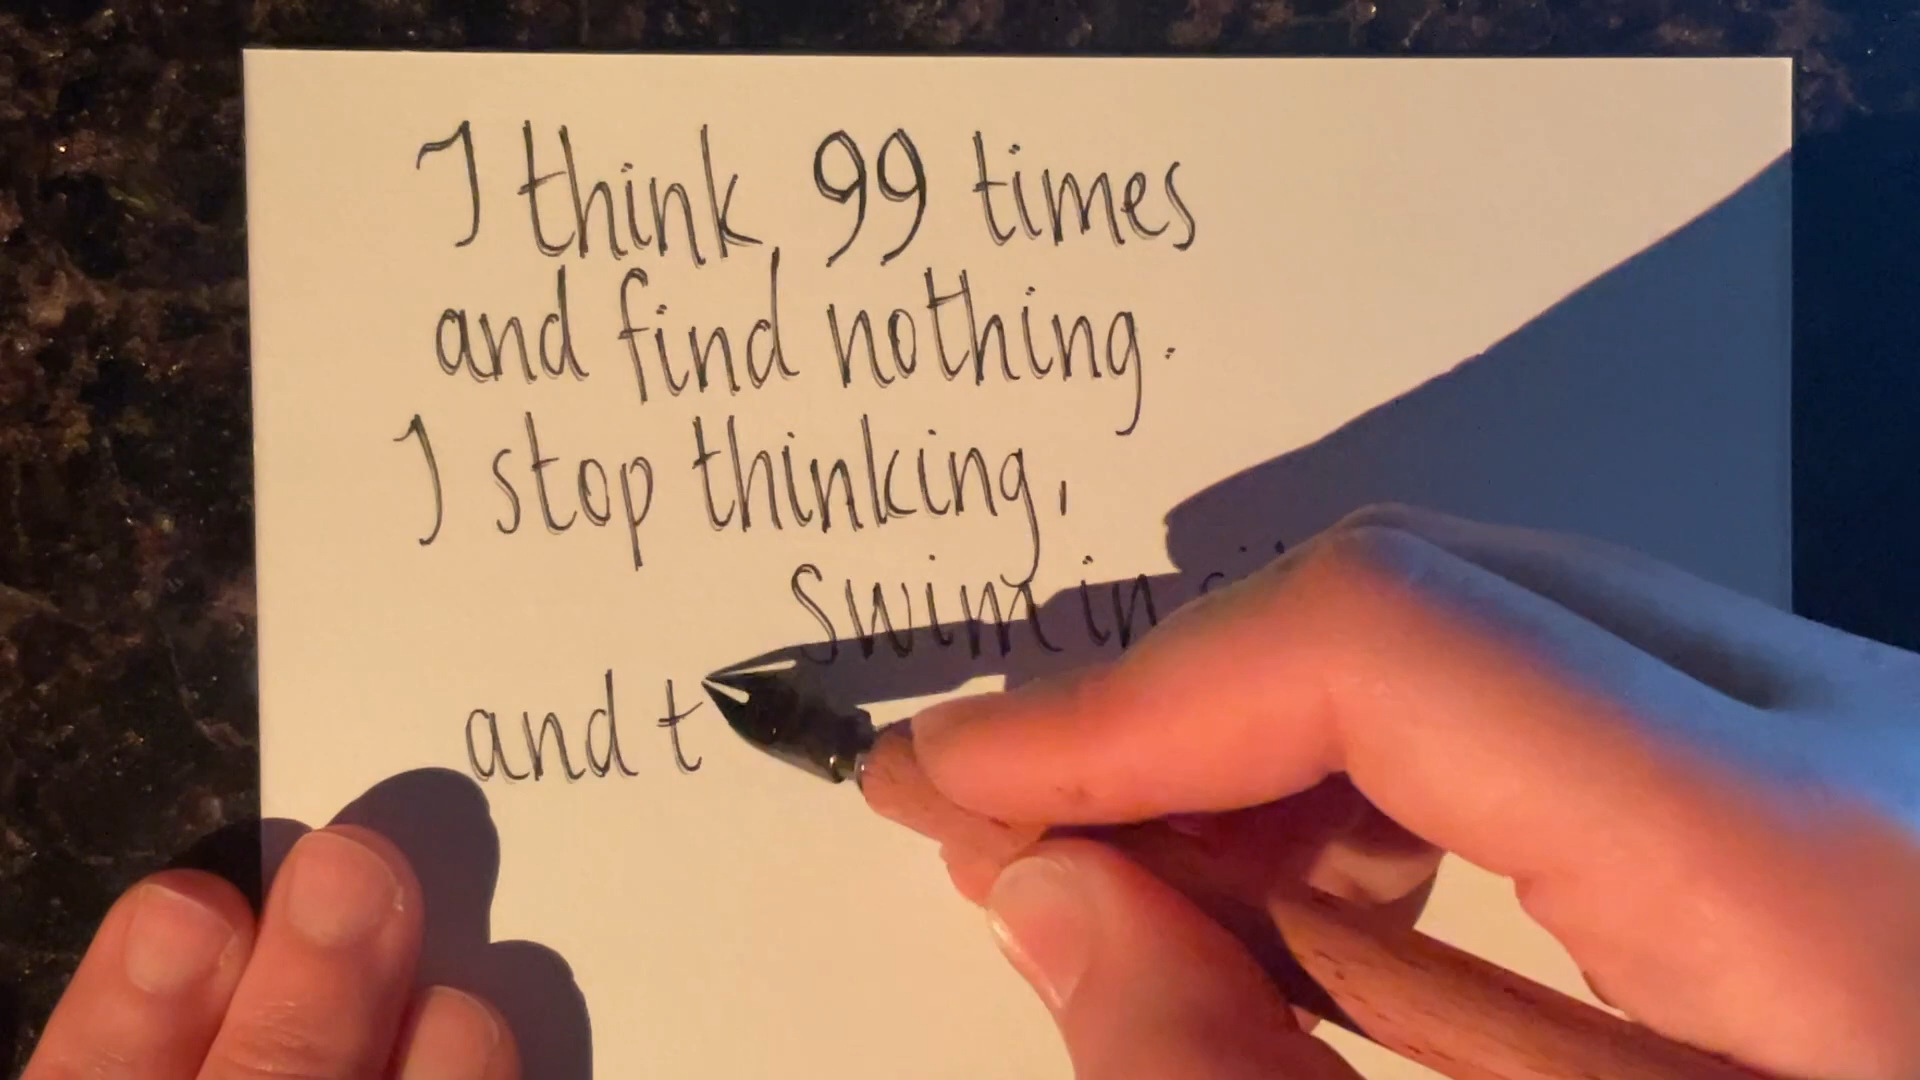 I think 99 times
and find nothing.
I stop thinking,
swim in
and t